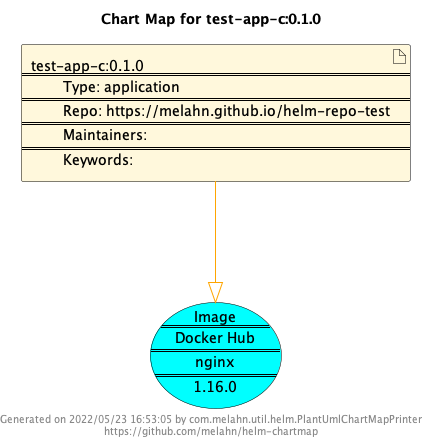 Chart Map for test-app-c:0.1.0
test-app-c:0.1.0
Type: application
Repo: https://melahn.github.io/helm-repo-test
Maintainers:
Keywords:
Image
Docker Hub
nginx
1.16.0
Generated on 2022/05/23 16:53:05 by com.melahn.util.helm.PlantUmlChartMapPrinter
https://github.com/melahn/helm-chartmap